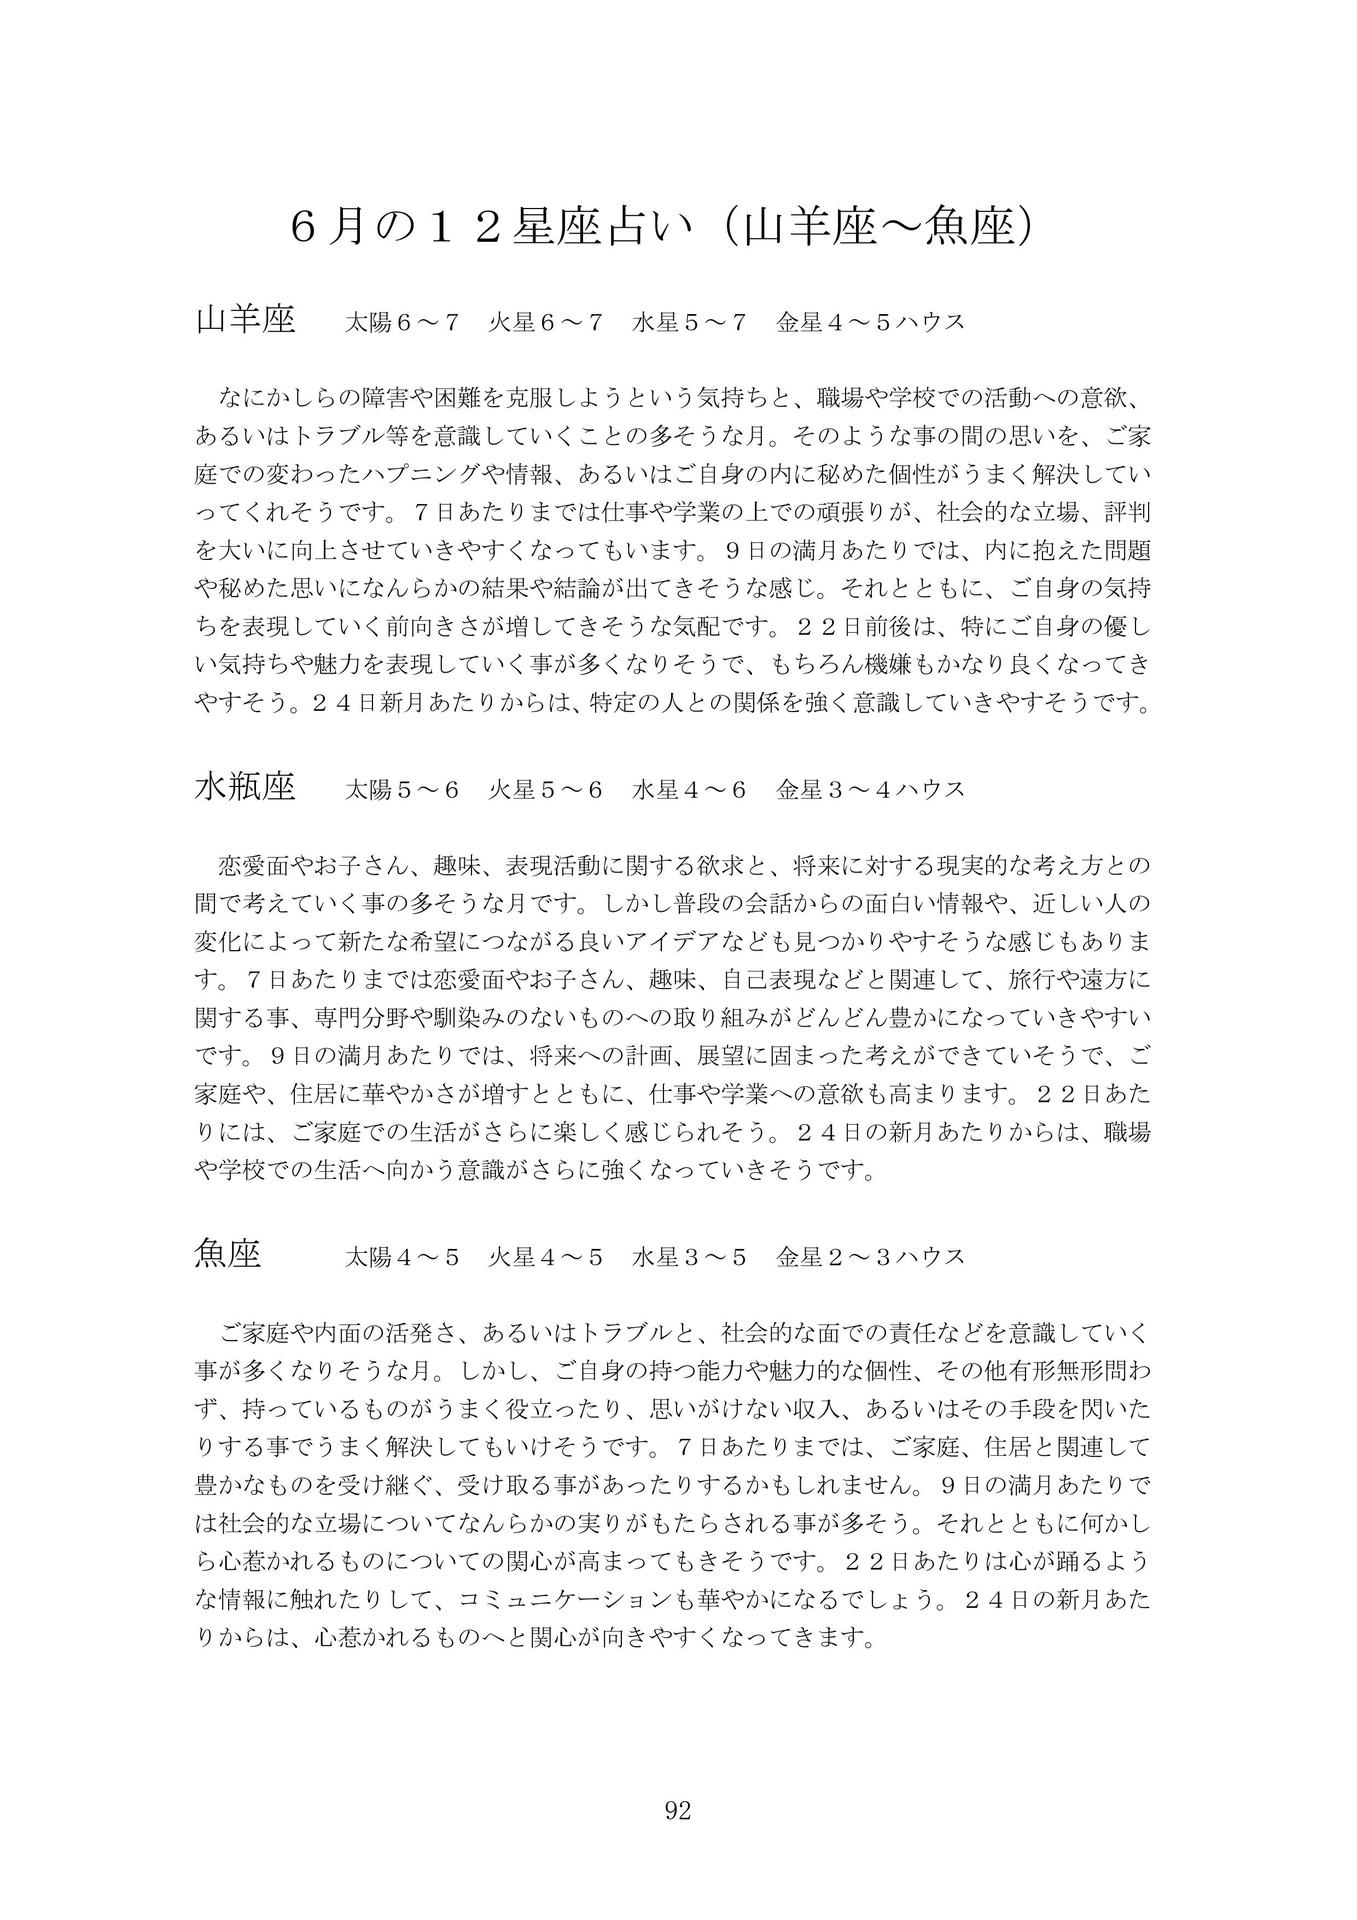 ６月の１２星座占い（山羊座～魚座）
山羊座　　太陽６～７　火星６～７　水星５～７　金星４～５ハウス
　なにかしらの障害や困難を克服しようという気持ちと、職場や学校での活動への意欲、
あるいはトラブル等を意識していくことの多そうな月。そのような事の間の思いを、ご家
庭での変わったハプニングや情報、あるいはご自身の内に秘めた個性がうまく解決してい
ってくれそうです。７日あたりまでは仕事や学業の上での頑張りが、社会的な立場、評判
を大いに向上させていきやすくなってもいます。９日の満月あたりでは、内に抱えた問題
や秘めた思いになんらかの結果や結論が出てきそうな感じ。それとともに、ご自身の気持
ちを表現していく前向きさが増してきそうな気配です。２２日前後は、特にご自身の優し
い気持ちや魅力を表現していく事が多くなりそうで、もちろん機嫌もかなり良くなってき
やすそう。２４日新月あたりからは、特定の人との関係を強く意識していきやすそうです。
水瓶座　　太陽５～６　火星５～６　水星４～６　金星３～４ハウス
　恋愛面やお子さん、趣味、表現活動に関する欲求と、将来に対する現実的な考え方との
間で考えていく事の多そうな月です。しかし普段の会話からの面白い情報や、近しい人の
変化によって新たな希望につながる良いアイデアなども見つかりやすそうな感じもありま
す。７日あたりまでは恋愛面やお子さん、趣味、自己表現などと関連して、旅行や遠方に
関する事、専門分野や馴染みのないものへの取り組みがどんどん豊かになっていきやすい
です。９日の満月あたりでは、将来への計画、展望に固まった考えができていそうで、ご
家庭や、住居に華やかさが増すとともに、仕事や学業への意欲も高まります。２２日あた
りには、ご家庭での生活がさらに楽しく感じられそう。２４日の新月あたりからは、職場
や学校での生活へ向かう意識がさらに強くなっていきそうです。
魚座　　　太陽４～５　火星４～５　水星３～５　金星２～３ハウス
　ご家庭や内面の活発さ、あるいはトラブルと、社会的な面での責任などを意識していく
事が多くなりそうな月。しかし、ご自身の持つ能力や魅力的な個性、その他有形無形問わ
ず、持っているものがうまく役立ったり、思いがけない収入、あるいはその手段を閃いた
りする事でうまく解決してもいけそうです。７日あたりまでは、ご家庭、住居と関連して
豊かなものを受け継ぐ、受け取る事があったりするかもしれません。９日の満月あたりで
は社会的な立場についてなんらかの実りがもたらされる事が多そう。それとともに何かし
ら心惹かれるものについての関心が高まってもきそうです。２２日あたりは心が踊るよう
な情報に触れたりして、コミュニケーションも華やかになるでしょう。２４日の新月あた
りからは、心惹かれるものへと関心が向きやすくなってきます。
92